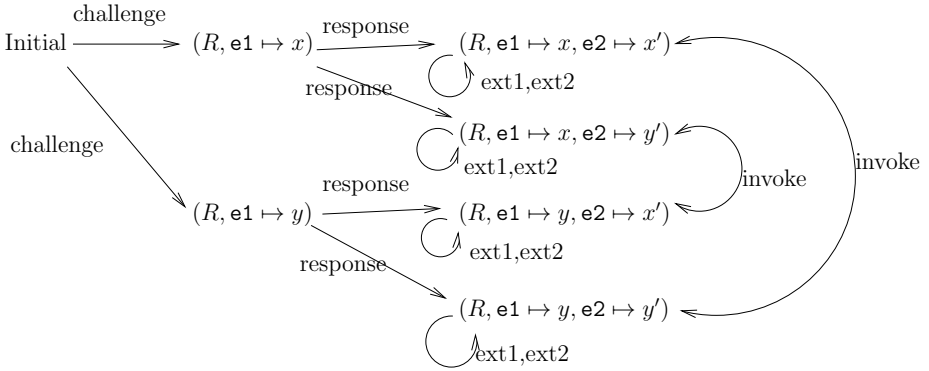 challenge
Initial
(R, e1 ↦ x)
response
(R, e1 ↦ x, e2 ↦ x′)
ext1,ext2
response
(R, e1 ↦ x, e2 ↦ y′)
ext1,ext2
challenge
invoke
invoke
(R, e1 ↦ y)
response
(R, e1 ↦ y, e2 ↦ x′)
ext1,ext2
response
(R, e1 ↦ y, e2 ↦ y′)
ext1,ext2